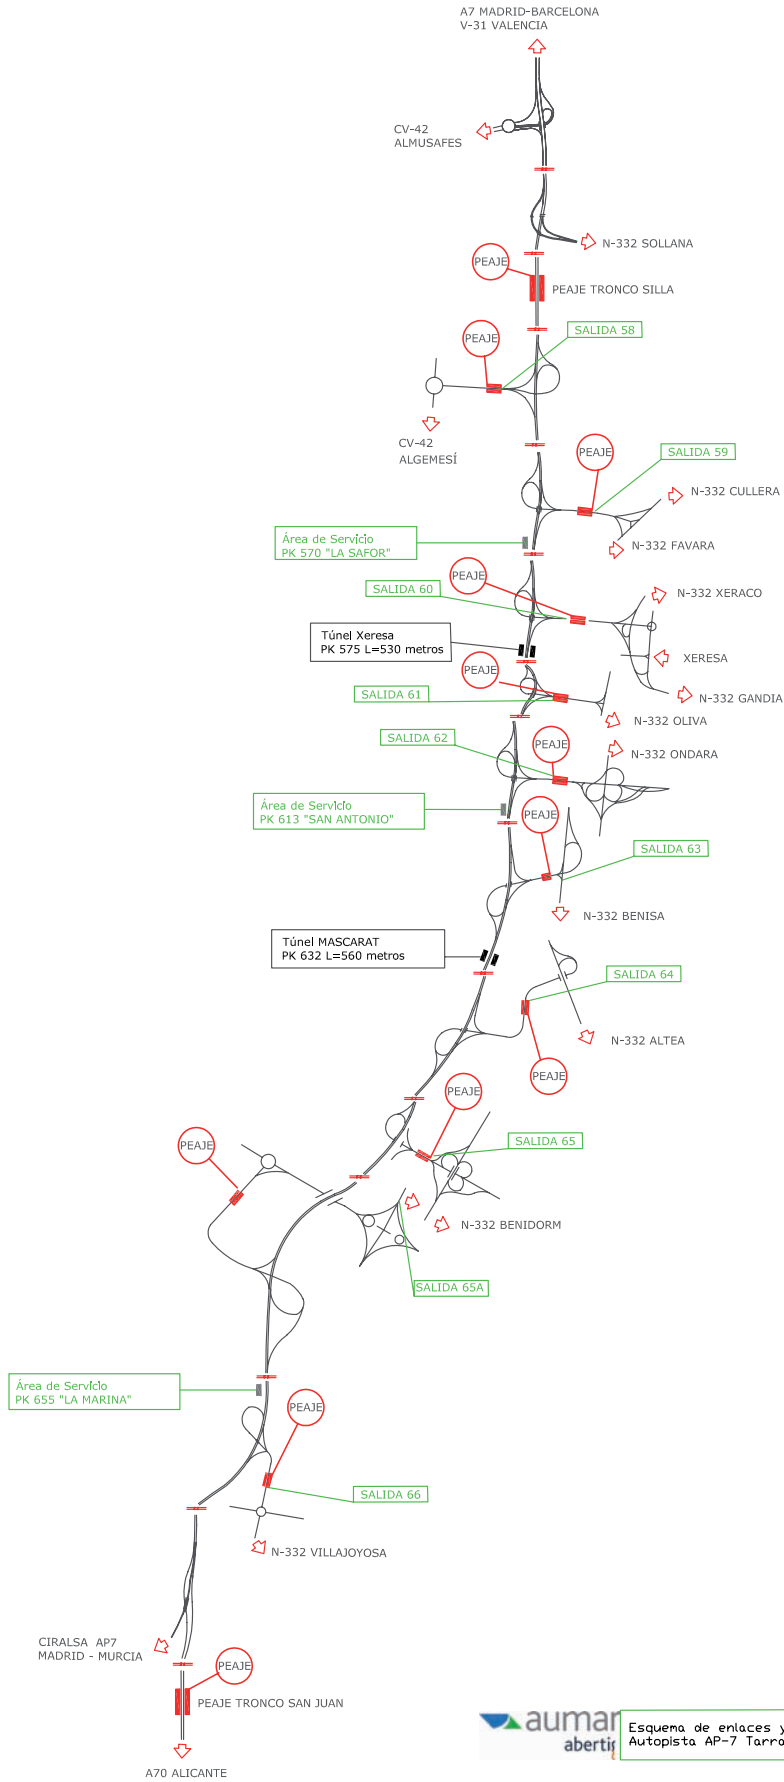 A7 MADRID-BARCELONA
V-31 VALENCIA
CV-42
ALMUSAFES
N-332 SOLLANA
PEAJE
PEAJE TRONCO SILLA
SALIDA 58
PEAJE
CV-42
ALGEMESÍ
PEAJE
SALIDA 59
N-332 CULLERA
Área de Servicio
PK 570 "LA SAFOR"
N-332 FAVARA
PEAJE
SALIDA 60
N-332 XERACO
Túnel Xeresa
PK 575 L=530 metros
XERESA
PEAJE
SALIDA 61
N-332 GANDIA
N-332 OLIVA
SALIDA 62
PEAJE
N-332 ONDARA
Área de Servicio
PK 613 "SAN ANTONIO"
PEAJE
SALIDA 63
N-332 BENISA
Túnel MASCARAT
PK 632 L=560 metros
SALIDA 64
N-332 ALTEA
PEAJE
PEAJE
SALIDA 65
PEAJE
N-332 BENIDORM
SALIDA 65A
Área de Servicio
PK 655 "LA MARINA"
PEAJE
SALIDA 66
N-332 VILLAJOYOSA
CIRALSA AP7
MADRID - MURCIA
PEAJE
PEAJE TRONCO SAN JUAN
A70 ALICANTE
aumar
abertis
Esquema de enlaces y
Autopista AP-7 Tarra